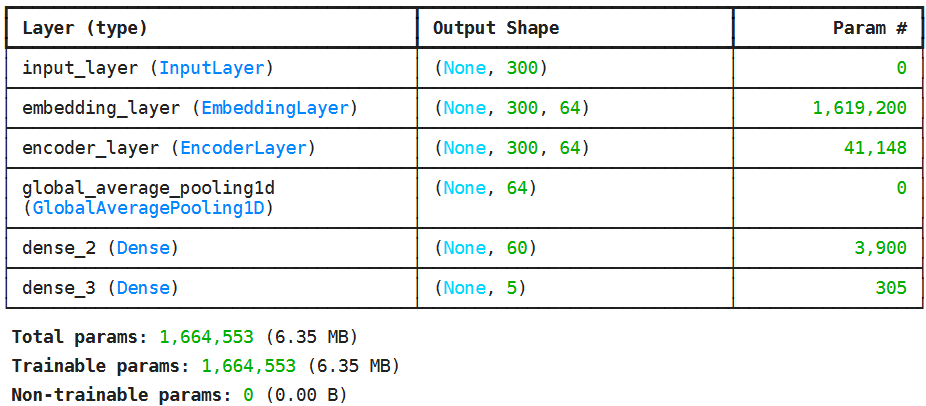 Layer (type) Output Shape Param #
input_layer (InputLayer) (None, 300) 0
embedding_layer (EmbeddingLayer) (None, 300, 64) 1,619,200
encoder_layer (EncoderLayer) (None, 300, 64) 41,148
global_average_pooling1d (None, 64) 0
(GlobalAveragePooling1D)
dense_2 (Dense) (None, 60) 3,900
dense_3 (Dense) (None, 5) 305
Total params: 1,664,553 (6.35 MB)
Trainable params: 1,664,553 (6.35 MB)
Non-trainable params: 0 (0.00 B)